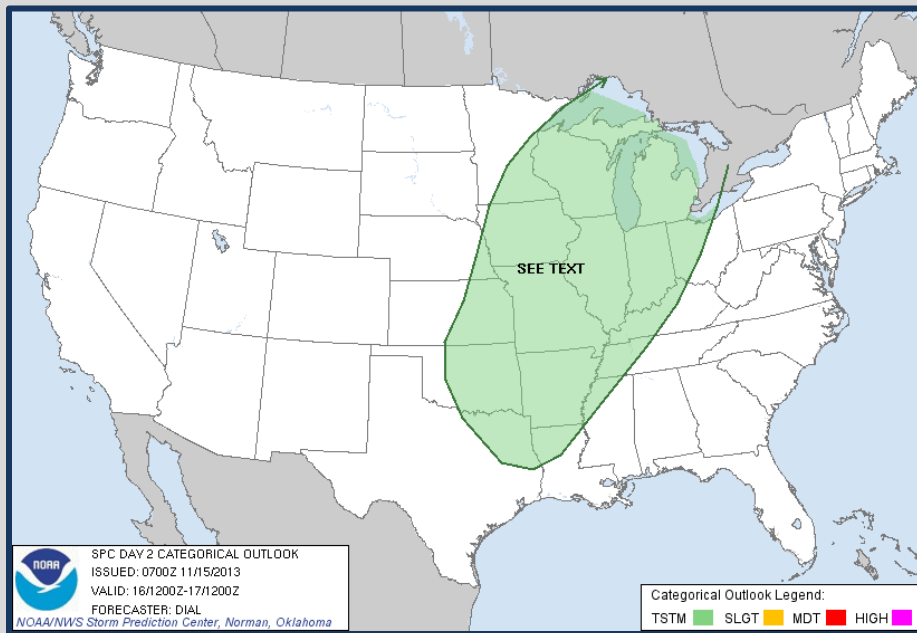 SEE TEXT
NOAA
SPC DAY 2 CATEGORICAL OUTLOOK
ISSUED: 0700Z 11/15/2013
VALID: 16/1200Z-17/1200Z
FORECASTER: DIAL
NOAA/NWS Storm Prediction Center, Norman, Oklahoma
Categorical Outlook Legend:
TSTM SLGT MDT HIGH